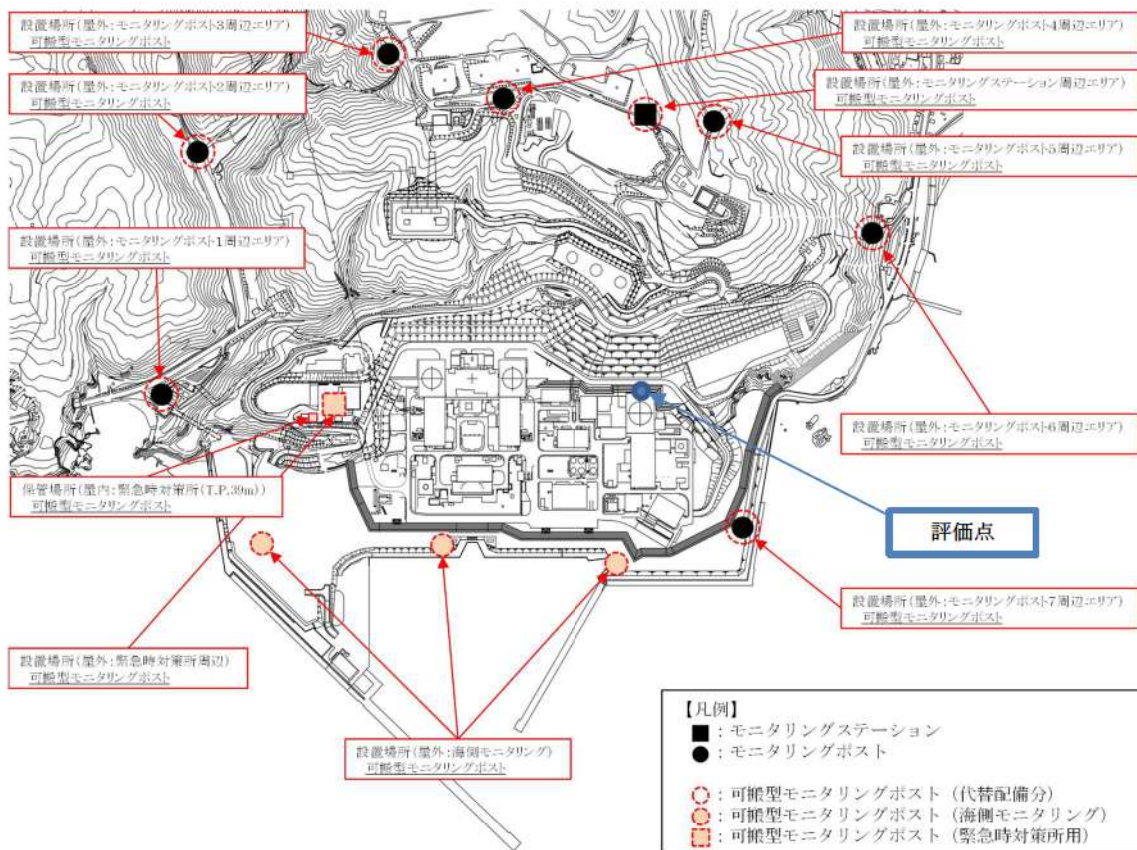 設置場所(屋外:モニタリングポスト3周辺エリア)
可搬型モニタリングポスト
設置場所(屋外:モニタリングポスト2周辺エリア)
可搬型モニタリングポスト
設置場所(屋外:モニタリングポスト1周辺エリア)
可搬型モニタリングポスト
保管場所(屋内:緊急時対策所(T.P.39m))
可搬型モニタリングポスト
設置場所(屋外:緊急時対策所周辺)
可搬型モニタリングポスト
設置場所(屋外:海側モニタリング)
可搬型モニタリングポスト
設置場所(屋外:モニタリングポスト4周辺エリア)
可搬型モニタリングポスト
設置場所(屋外:モニタリングステーション周辺エリア)
可搬型モニタリングポスト
設置場所(屋外:モニタリングポスト5周辺エリア)
可搬型モニタリングポスト
設置場所(屋外:モニタリングポスト6周辺エリア)
可搬型モニタリングポスト
評価点
設置場所(屋外:モニタリングポスト7周辺エリア)
可搬型モニタリングポスト
【凡例】
■:モニタリングステーション
●:モニタリングポスト
:可搬型モニタリングポスト(代替配備分)
:可搬型モニタリングポスト(海側モニタリング)
:可搬型モニタリングポスト(緊急時対策所用)